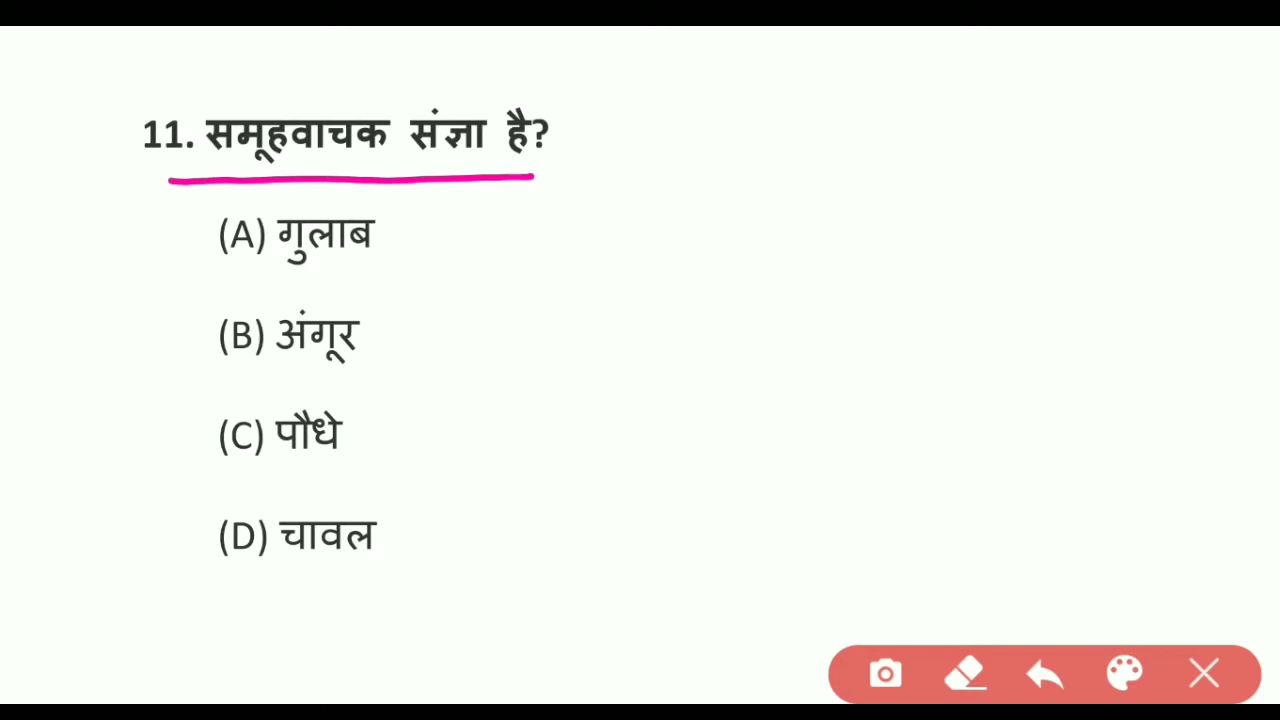 11. समूहवाचक संज्ञा है?
(A) गुलाब
(B) अंगूर
(C) पौधे
(D) चावल